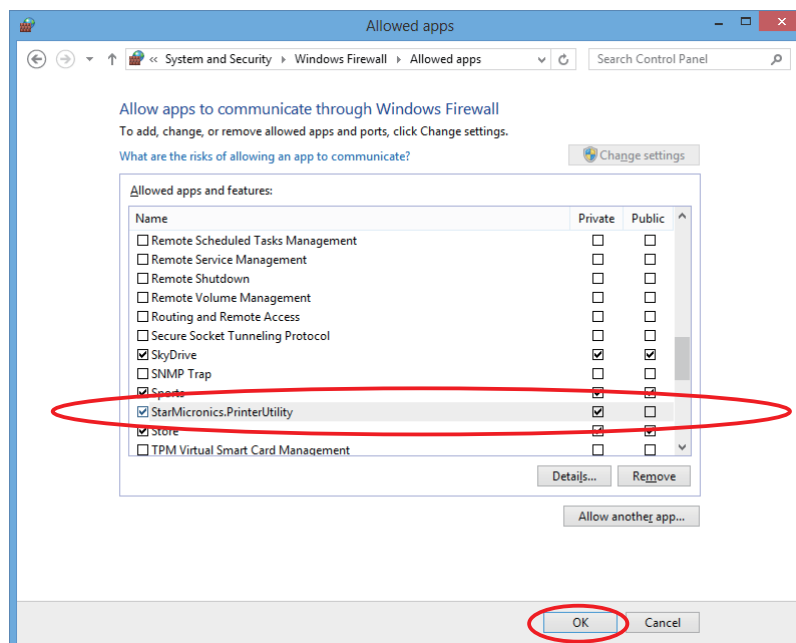 Allowed apps
« System and Security Windows Firewall Allowed apps
Search Control Panel
Allow apps to communicate through Windows Firewall
To add, change, or remove allowed apps and ports, click Change settings.
What are the risks of allowing an app to communicate?
Change settings
Allowed apps and features:
Name Private Public
Remote Scheduled Tasks Management
Remote Service Management
Remote Shutdown
Remote Volume Management
Routing and Remote Access
Secure Socket Tunneling Protocol
SkyDrive
SNMP Trap
Sports
StarMicronics.PrinterUtility
Store
TPM Virtual Smart Card Management
Details... Remove
Allow another app...
OK Cancel